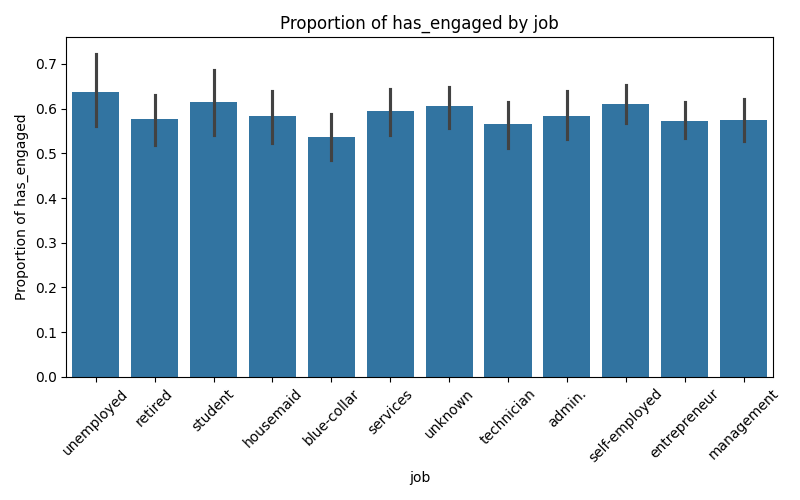 Proportion of has_engaged by job
Proportion of has_engaged
0.7
0.6
0.5
0.4
0.3
0.2
0.1
0.0
unemployed
retired
student
housemaid
blue-collar
services
unknown
technician
admin.
self-employed
entrepreneur
management
job